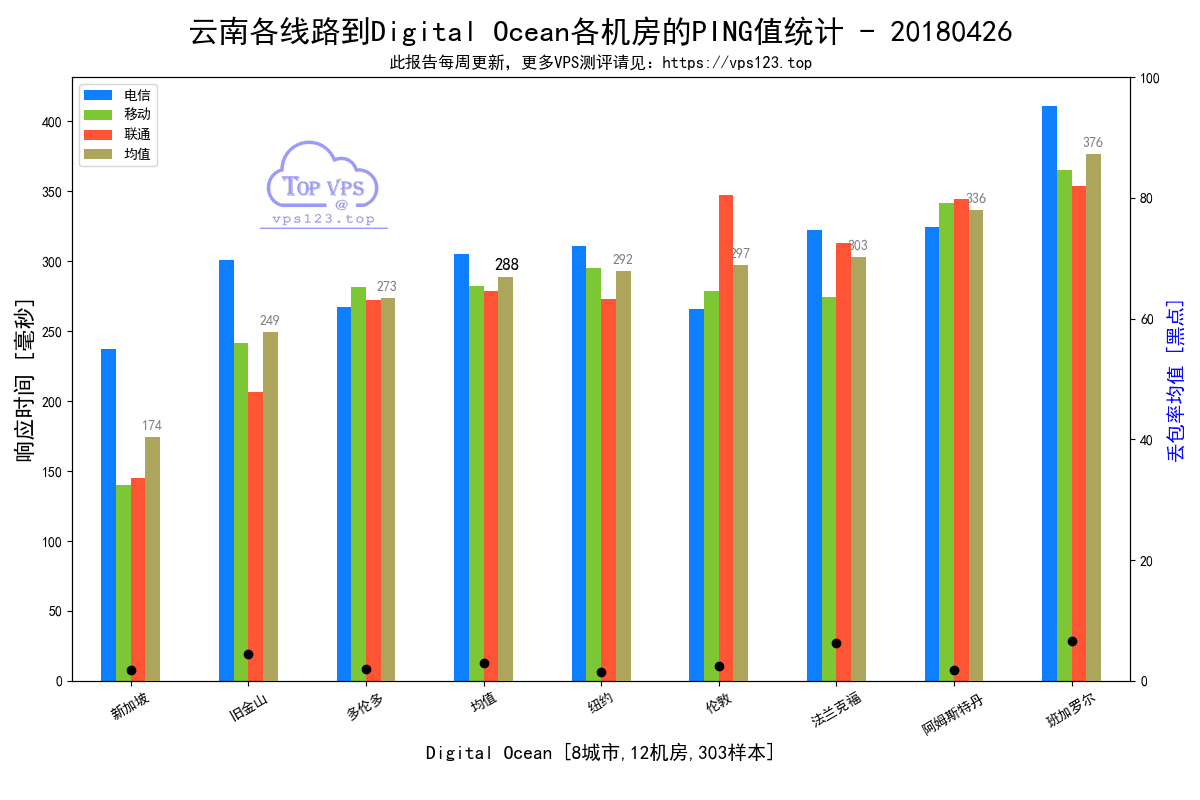 云南各线路到Digital Ocean各机房的PING值统计 - 20180426
此报告每周更新，更多VPS测评请见：https://vps123.top
电信
移动
联通
均值
TOP VPS
@
vps123.top
响应时间 [毫秒]
400
350
300
250
200
150
100
50
0
174
249
273
288
292
297
303
336
376
100
80
60
40
20
0
丢包率均值 [黑点]
新加坡
旧金山
多伦多
均值
纽约
伦敦
法兰克福
阿姆斯特丹
班加罗尔
Digital Ocean [8城市,12机房,303样本]